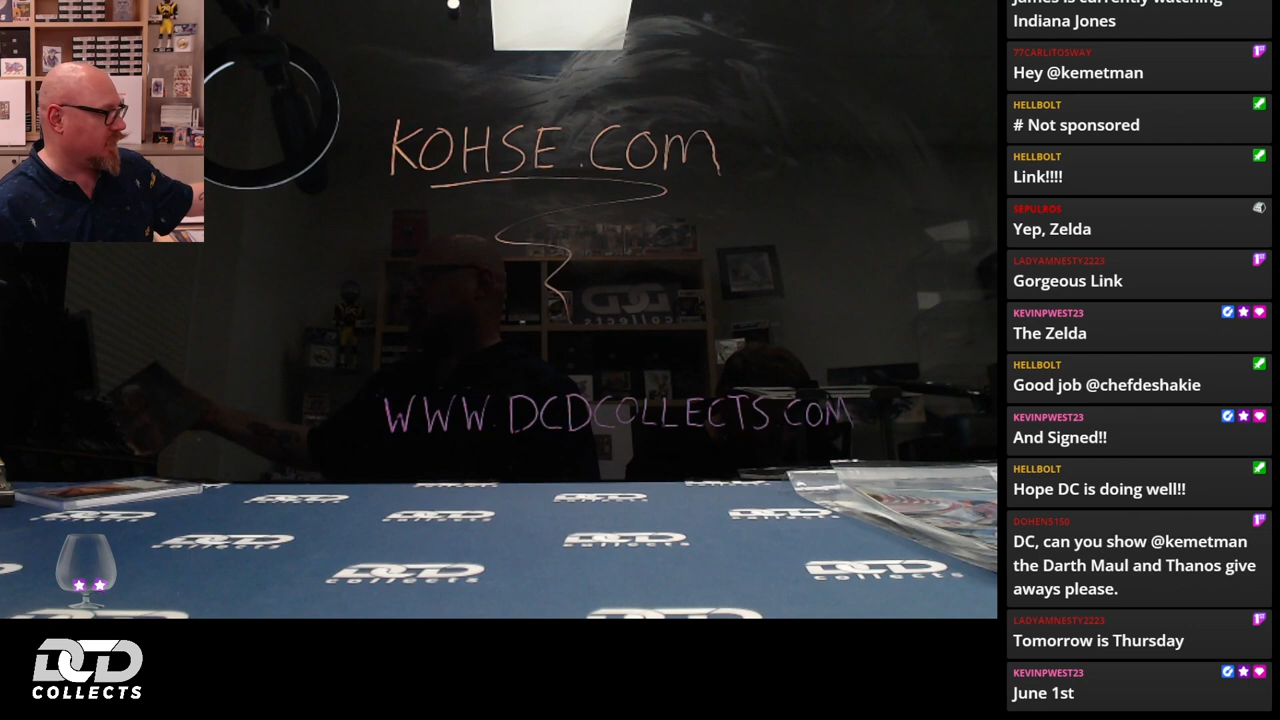 KOHSE.COM
WWW.DCDCOLLECTS.COM
DCD
collects
DCD
COLLECTS
James is currently watching
Indiana Jones
77CARLITOSWAY
Hey @kemetman
HELLBOLT
# Not sponsored
HELLBOLT
Link!!!!
SEPULROS
Yep, Zelda
LADYAMNESTY2223
Gorgeous Link
KEVINPWEST23
The Zelda
HELLBOLT
Good job @chefdeshakie
KEVINPWEST23
And Signed!!
HELLBOLT
Hope DC is doing well!!
DOHENS150
DC, can you show @kemetman
the Darth Maul and Thanos give
aways please.
LADYAMNESTY2223
Tomorrow is Thursday
KEVINPWEST23
June 1st